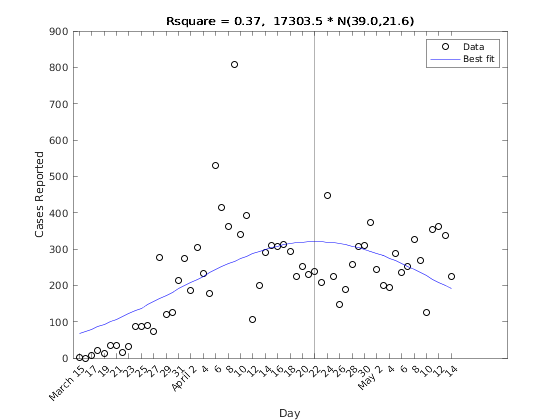 Rsquare = 0.37, 17303.5 * N(39.0,21.6)
Data
Best fit
Cases Reported
900
800
700
600
500
400
300
200
100
0
March 15 17 19 21 23 25 27 29 31 April 2 4 6 8 10 12 14 16 18 20 22 24 26 28 30 May 2 4 6 8 10 12 14
Day